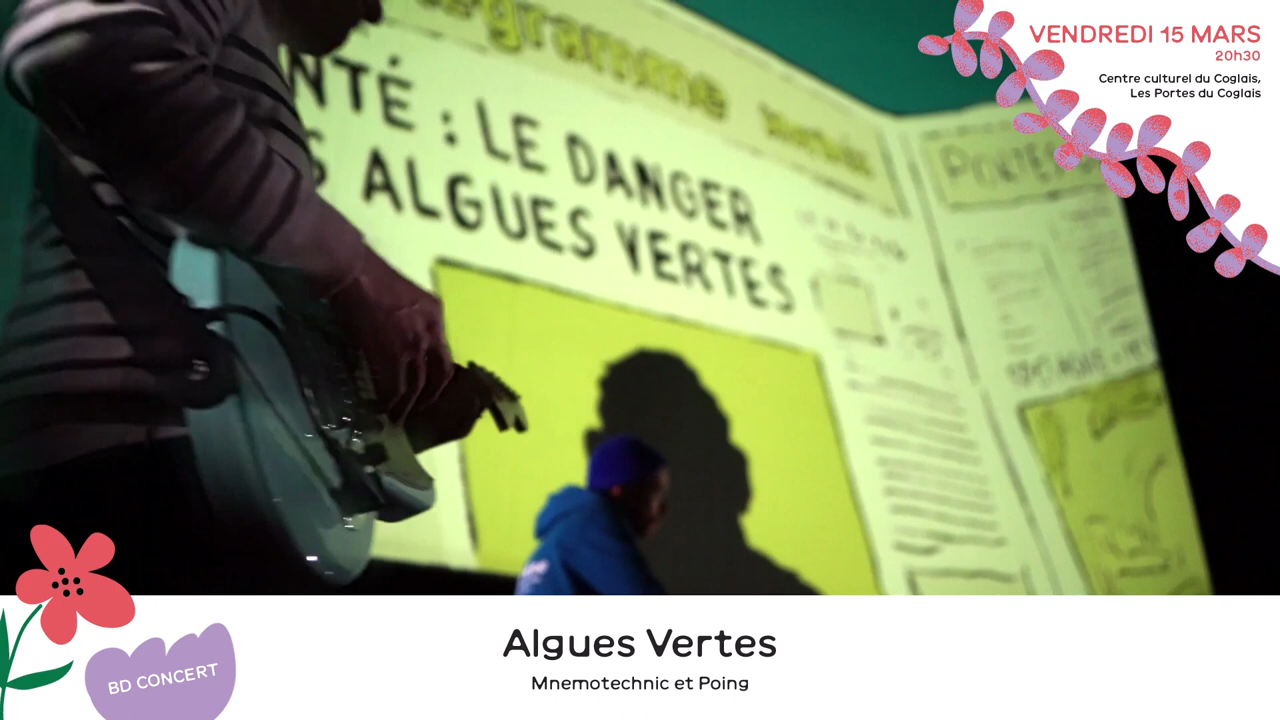 VENDREDI 15 MARS
20h30
Centre culturel du Coglais,
Les Portes du Coglais
NTÉ : LE DANGER
S ALGUES VERTES
BD CONCERT
Algues Vertes
Mnemotechnic et Poing